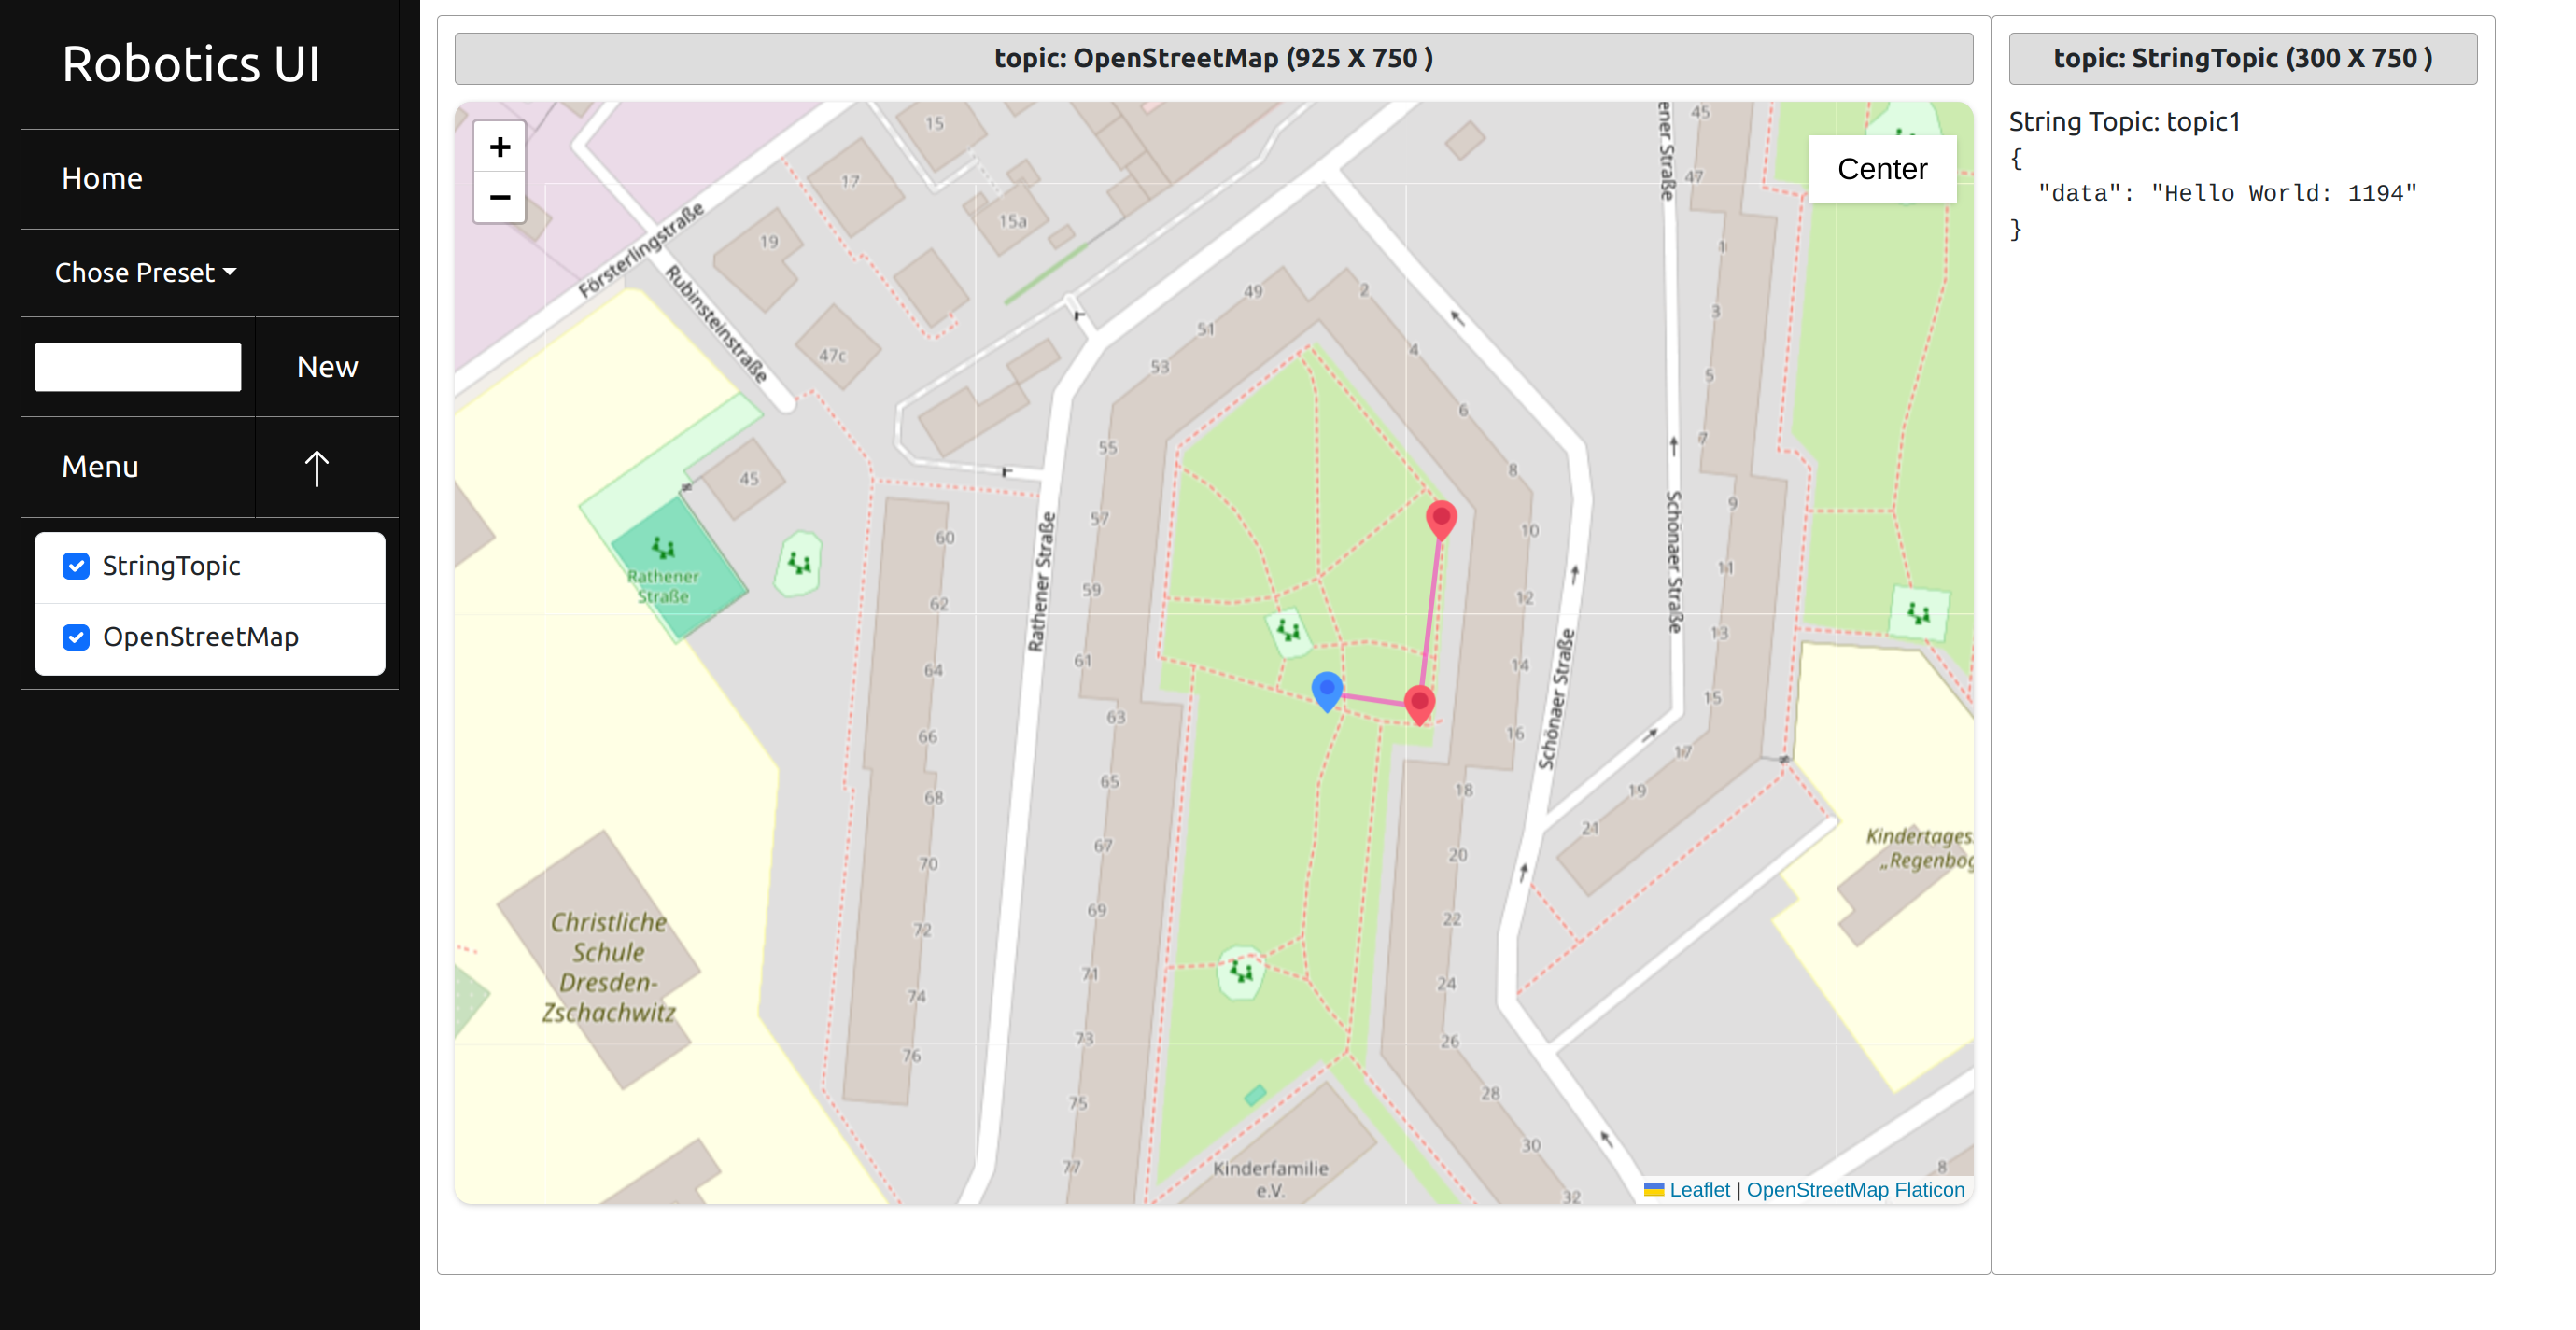 Robotics UI
Home
Chose Preset
New
Menu
StringTopic
OpenStreetMap
topic: OpenStreetMap (925 X 750 )
+
−
Center
15
17
15a
19
47c
Försterlingstraße
Rubinsteinstraße
49
51
53
55
57
59
61
63
65
67
69
71
73
75
77
2
4
6
8
10
12
14
16
18
20
22
24
26
28
30
32
45
60
62
64
66
68
70
72
74
76
Rathener
Straße
Rathener Straße
Schönaer Straße
Schönaer Straße
ener Straße
45
47
1
3
5
7
9
11
13
15
17
19
21
8
Christliche
Schule
Dresden-
Zschachwitz
Kindertages
„Regenbog
Kinderfamilie
e.V.
Leaflet | OpenStreetMap Flaticon
topic: StringTopic (300 X 750 )
String Topic: topic1
{
"data": "Hello World: 1194"
}